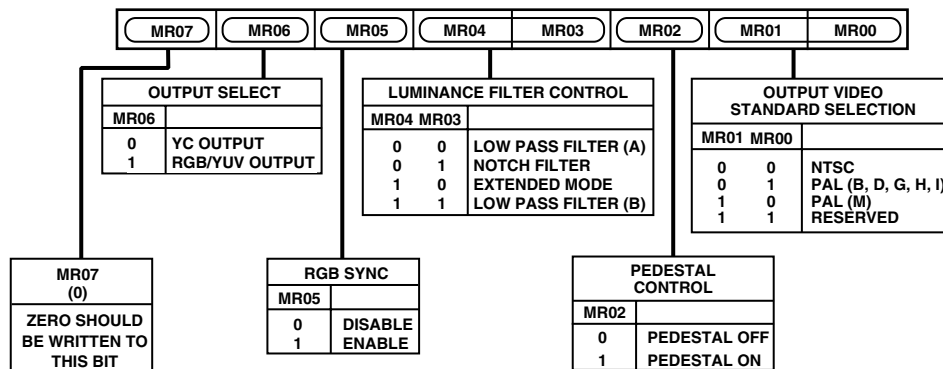 MR07 MR06 MR05 MR04 MR03 MR02 MR01 MR00
OUTPUT SELECT
MR06
0 YC OUTPUT
1 RGB/YUV OUTPUT
LUMINANCE FILTER CONTROL
MR04 MR03
0 0 LOW PASS FILTER (A)
0 1 NOTCH FILTER
1 0 EXTENDED MODE
1 1 LOW PASS FILTER (B)
OUTPUT VIDEO
STANDARD SELECTION
MR01 MR00
0 0 NTSC
0 1 PAL (B, D, G, H, I)
1 0 PAL (M)
1 1 RESERVED
MR07
(0)
ZERO SHOULD
BE WRITTEN TO
THIS BIT
RGB SYNC
MR05
0 DISABLE
1 ENABLE
PEDESTAL
CONTROL
MR02
0 PEDESTAL OFF
1 PEDESTAL ON